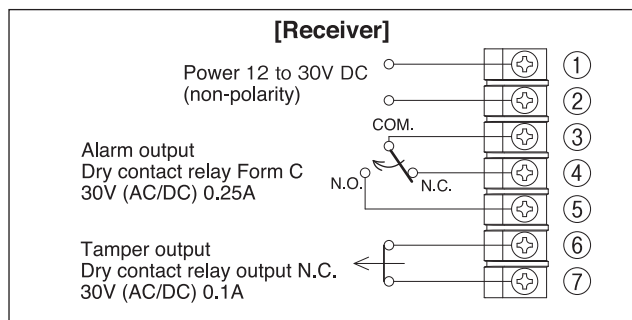 [Receiver]
Power 12 to 30V DC
(non-polarity)
COM.
Alarm output
Dry contact relay Form C
30V (AC/DC) 0.25A
N.O.
N.C.
Tamper output
Dry contact relay output N.C.
30V (AC/DC) 0.1A
①
②
③
④
⑤
⑥
⑦